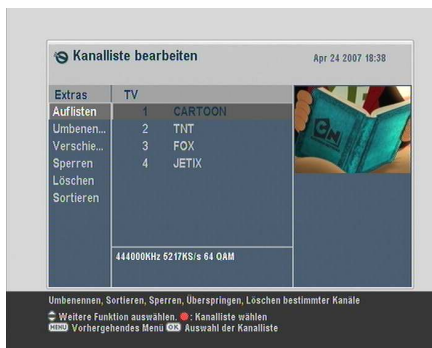 Kanalliste bearbeiten
Apr 24 2007 18:38
Extras TV
Auflisten 1 CARTOON
Umbenen... 2 TNT
Verschie... 3 FOX
Sperren 4 JETIX
Löschen
Sortieren
CN
444000KHz 5217KS/s 64 QAM
Umbenennen, Sortieren, Sperren, Überspringen, Löschen bestimmter Kanäle
Weitere Funktion auswählen. : Kanalliste wählen
MENU Vorhergehendes Menü OK Auswahl der Kanalliste